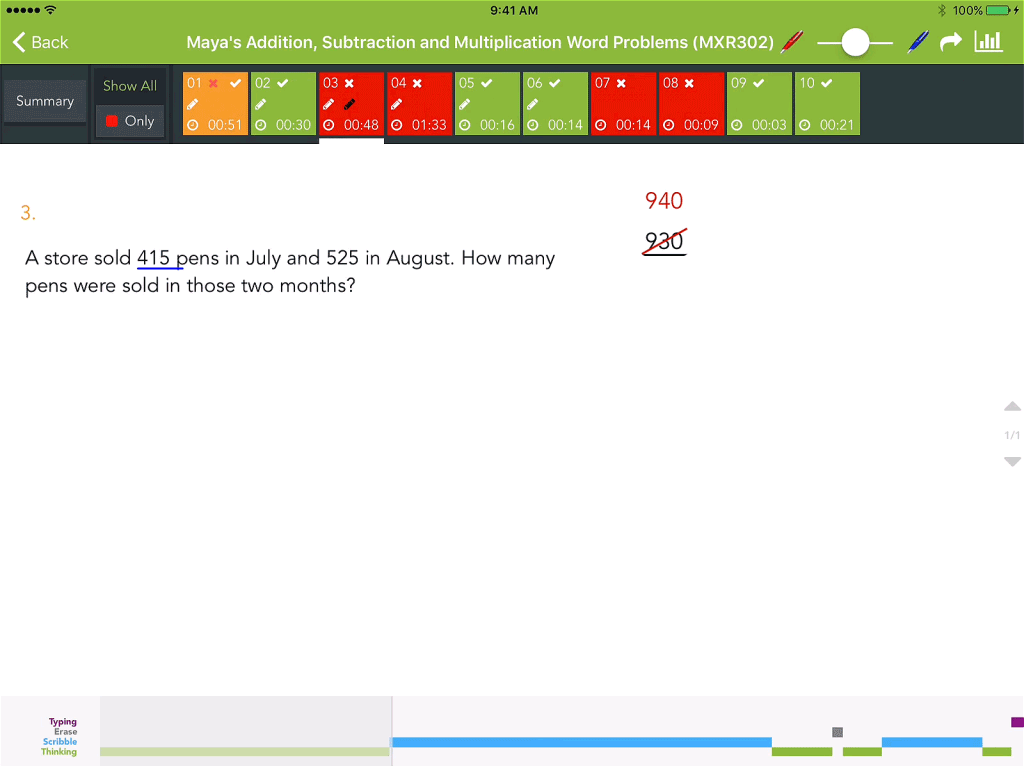 9:41 AM
100%
Back
Maya's Addition, Subtraction and Multiplication Word Problems (MXR302)
Summary
Show All
Only
01
00:51
02
00:30
03
00:48
04
01:33
05
00:16
06
00:14
07
00:14
08
00:09
09
00:03
10
00:21
3.
A store sold 415 pens in July and 525 in August. How many
pens were sold in those two months?
940
930
1/1
Typing
Erase
Scribble
Thinking